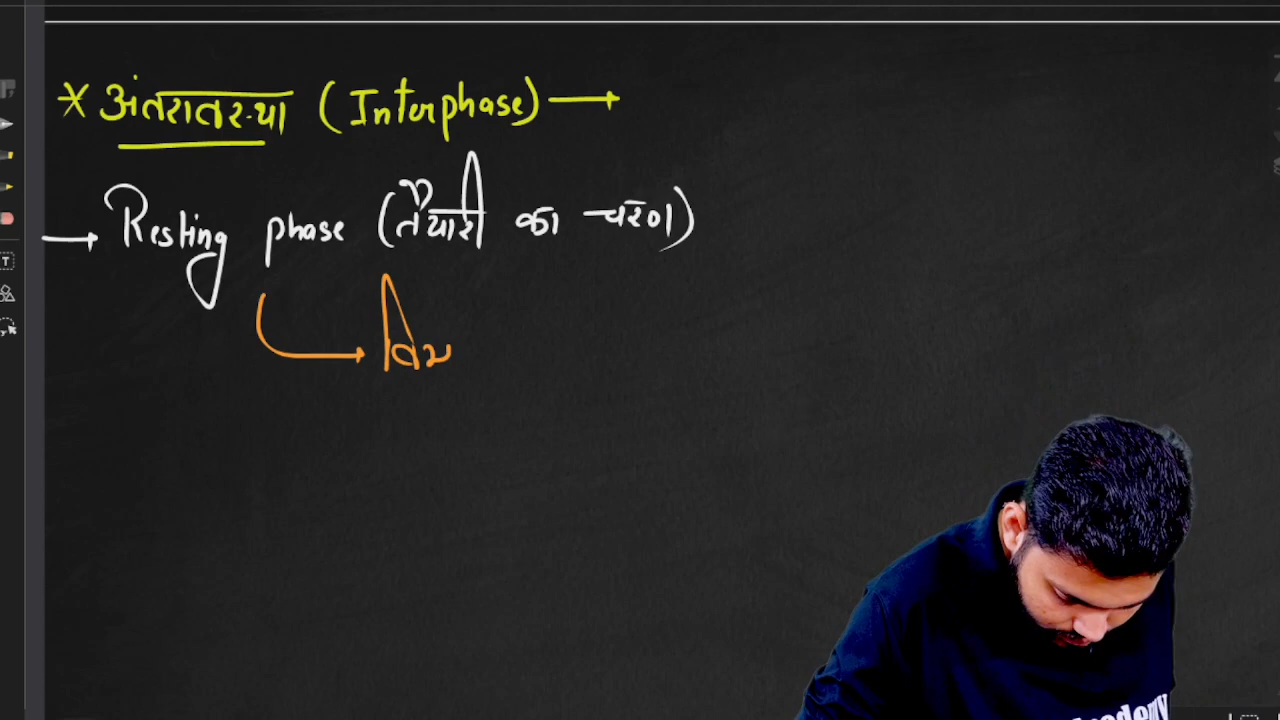 * अंतरावस्था (Interphase) →
→ Resting phase (तैयारी का चरण)